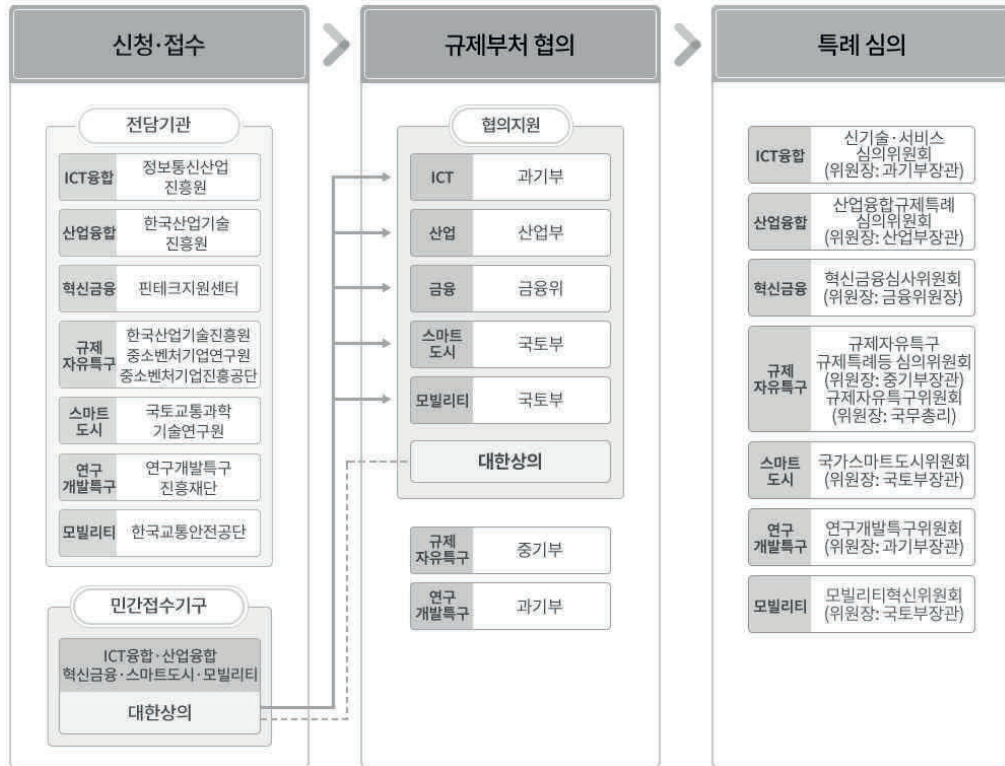 신청·접수
전담기관
ICT융합
정보통신산업
진흥원
산업융합
한국산업기술
진흥원
혁신금융
핀테크지원센터
규제
자유특구
한국산업기술진흥원
중소벤처기업연구원
중소벤처기업진흥공단
스마트
도시
국토교통과학
기술연구원
연구
개발특구
연구개발특구
진흥재단
모빌리티
한국교통안전공단
민간접수기구
ICT융합·산업융합
혁신금융·스마트도시·모빌리티
대한상의
규제부처 협의
협의지원
ICT
과기부
산업
산업부
금융
금융위
스마트
도시
국토부
모빌리티
국토부
대한상의
규제
자유특구
중기부
연구
개발특구
과기부
특례 심의
ICT융합
신기술·서비스
심의위원회
(위원장: 과기부장관)
산업융합
산업융합규제특례
심의위원회
(위원장: 산업부장관)
혁신금융
혁신금융심사위원회
(위원장: 금융위원장)
규제
자유특구
규제자유특구
규제특례등 심의위원회
(위원장: 중기부장관)
규제자유특구위원회
(위원장: 국무총리)
스마트
도시
국가스마트도시위원회
(위원장: 국토부장관)
연구
개발특구
연구개발특구위원회
(위원장: 과기부장관)
모빌리티
모빌리티혁신위원회
(위원장: 국토부장관)